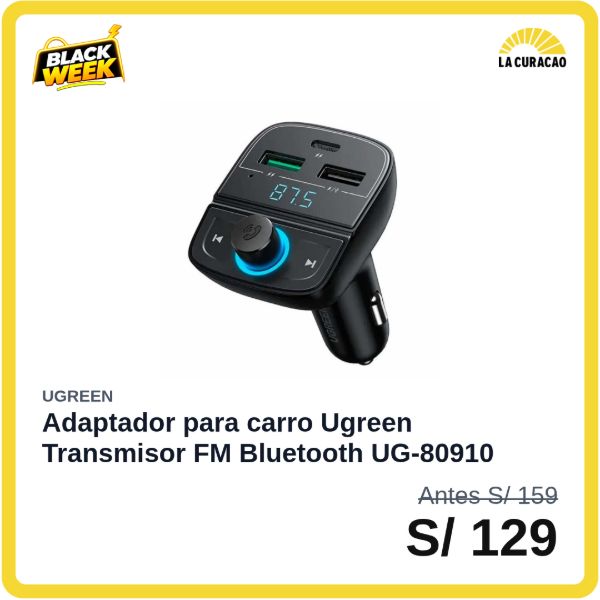 BLACK
WEEK
LA CURACAO
87.5
UGREEN
UGREEN
Adaptador para carro Ugreen
Transmisor FM Bluetooth UG-80910
Antes S/ 159
S/ 129